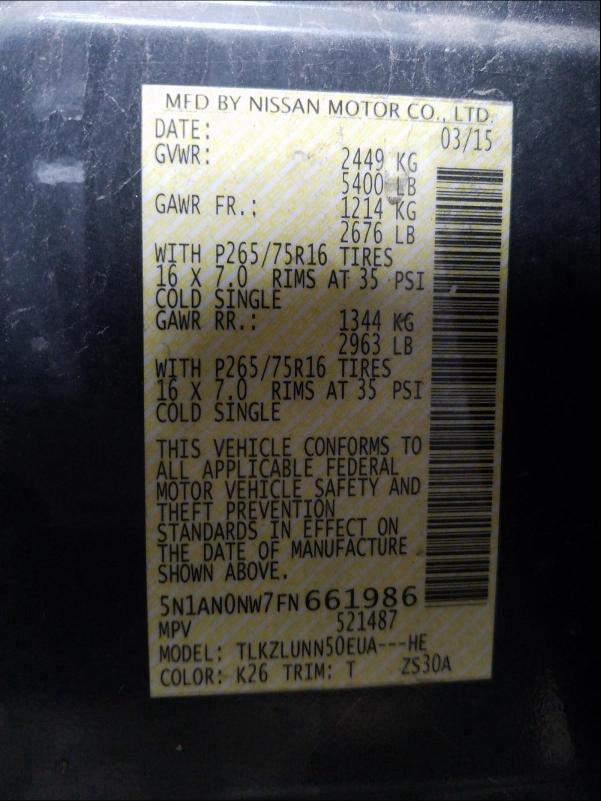 MFD BY NISSAN MOTOR CO., LTD.
DATE: 03/15
GVWR: 2449 KG
5400 LB
GAWR FR.: 1214 KG
2676 LB
WITH P265/75R16 TIRES
16 X 7.0 RIMS AT 35 PSI
COLD SINGLE
GAWR RR.: 1344 KG
2963 LB
WITH P265/75R16 TIRES
16 X 7.0 RIMS AT 35 PSI
COLD SINGLE
THIS VEHICLE CONFORMS TO
ALL APPLICABLE FEDERAL
MOTOR VEHICLE SAFETY AND
THEFT PREVENTION
STANDARDS IN EFFECT ON
THE DATE OF MANUFACTURE
SHOWN ABOVE.
5N1AN0NW7FN661986
MPV 521487
MODEL: TLKZLUNN50EUA---HE
COLOR: K26 TRIM: T ZS30A